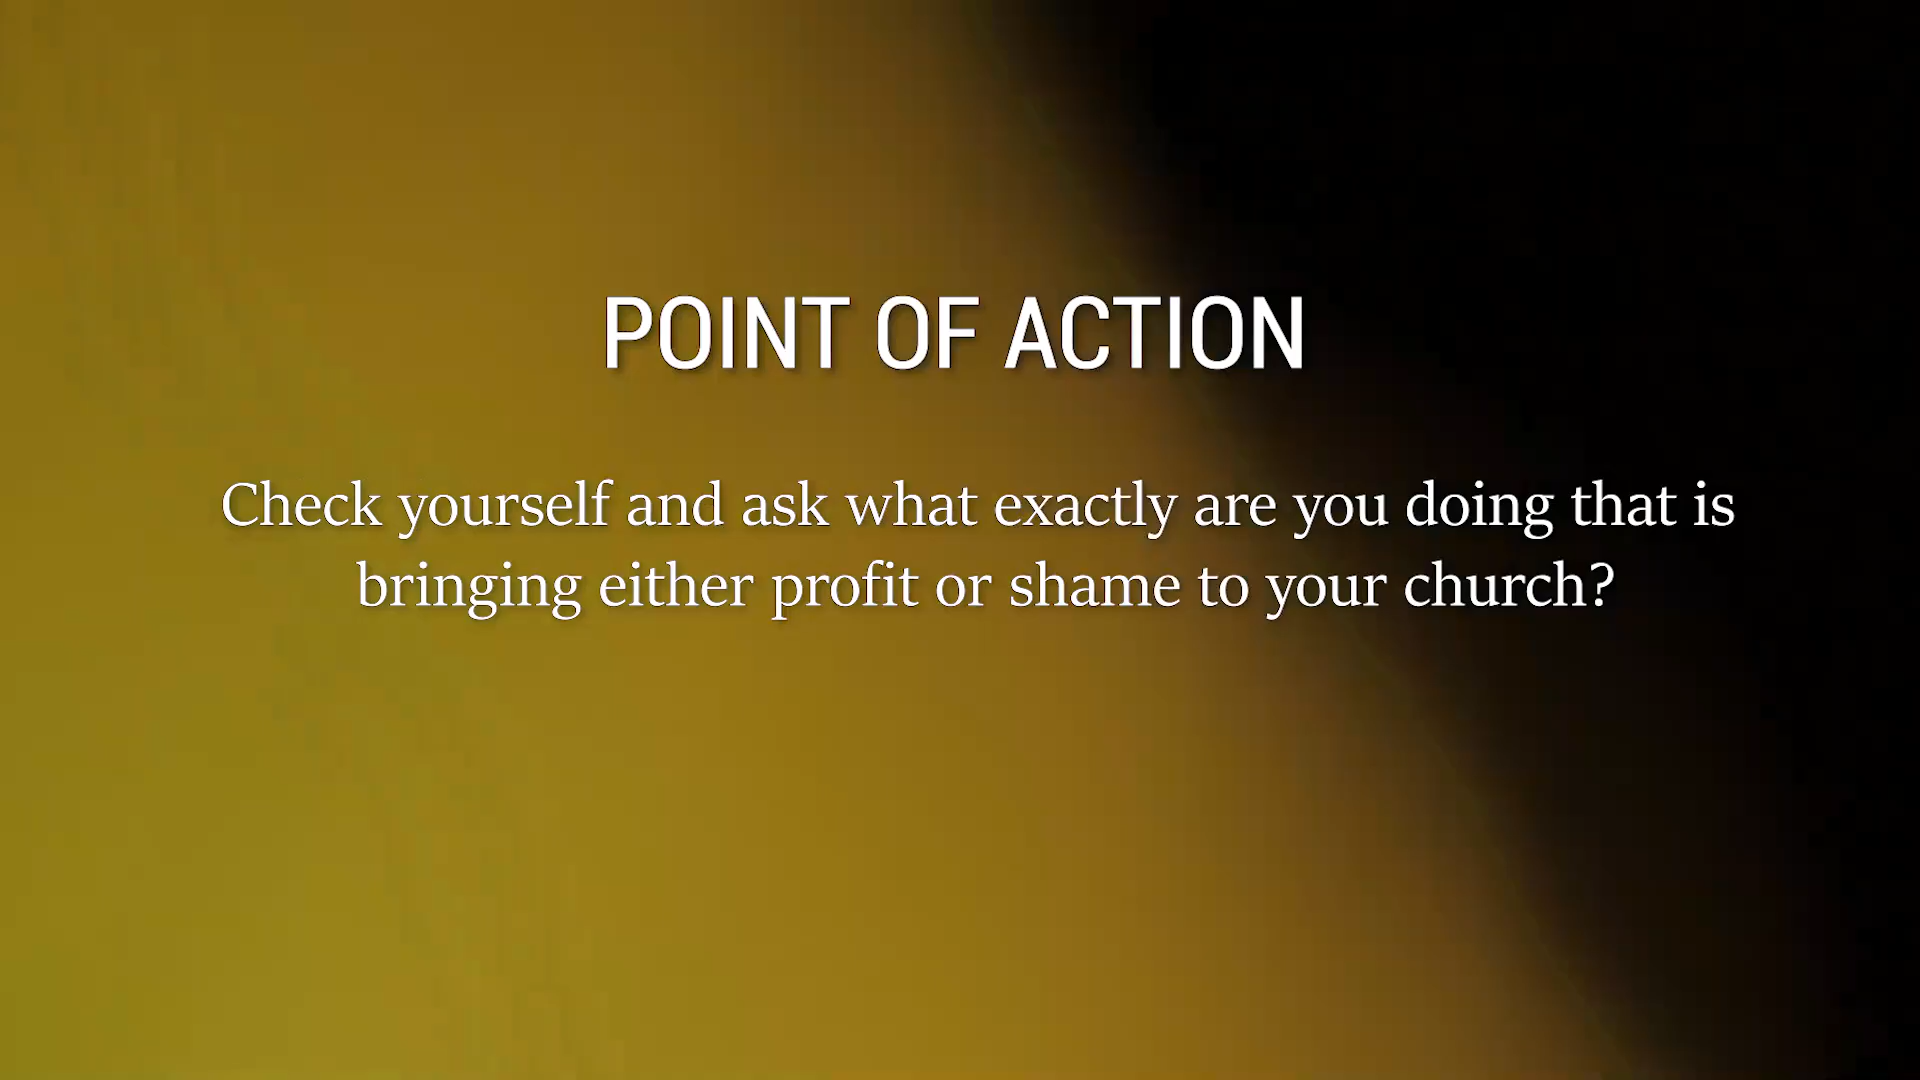 POINT OF ACTION
Check yourself and ask what exactly are you doing that is
bringing either profit or shame to your church?